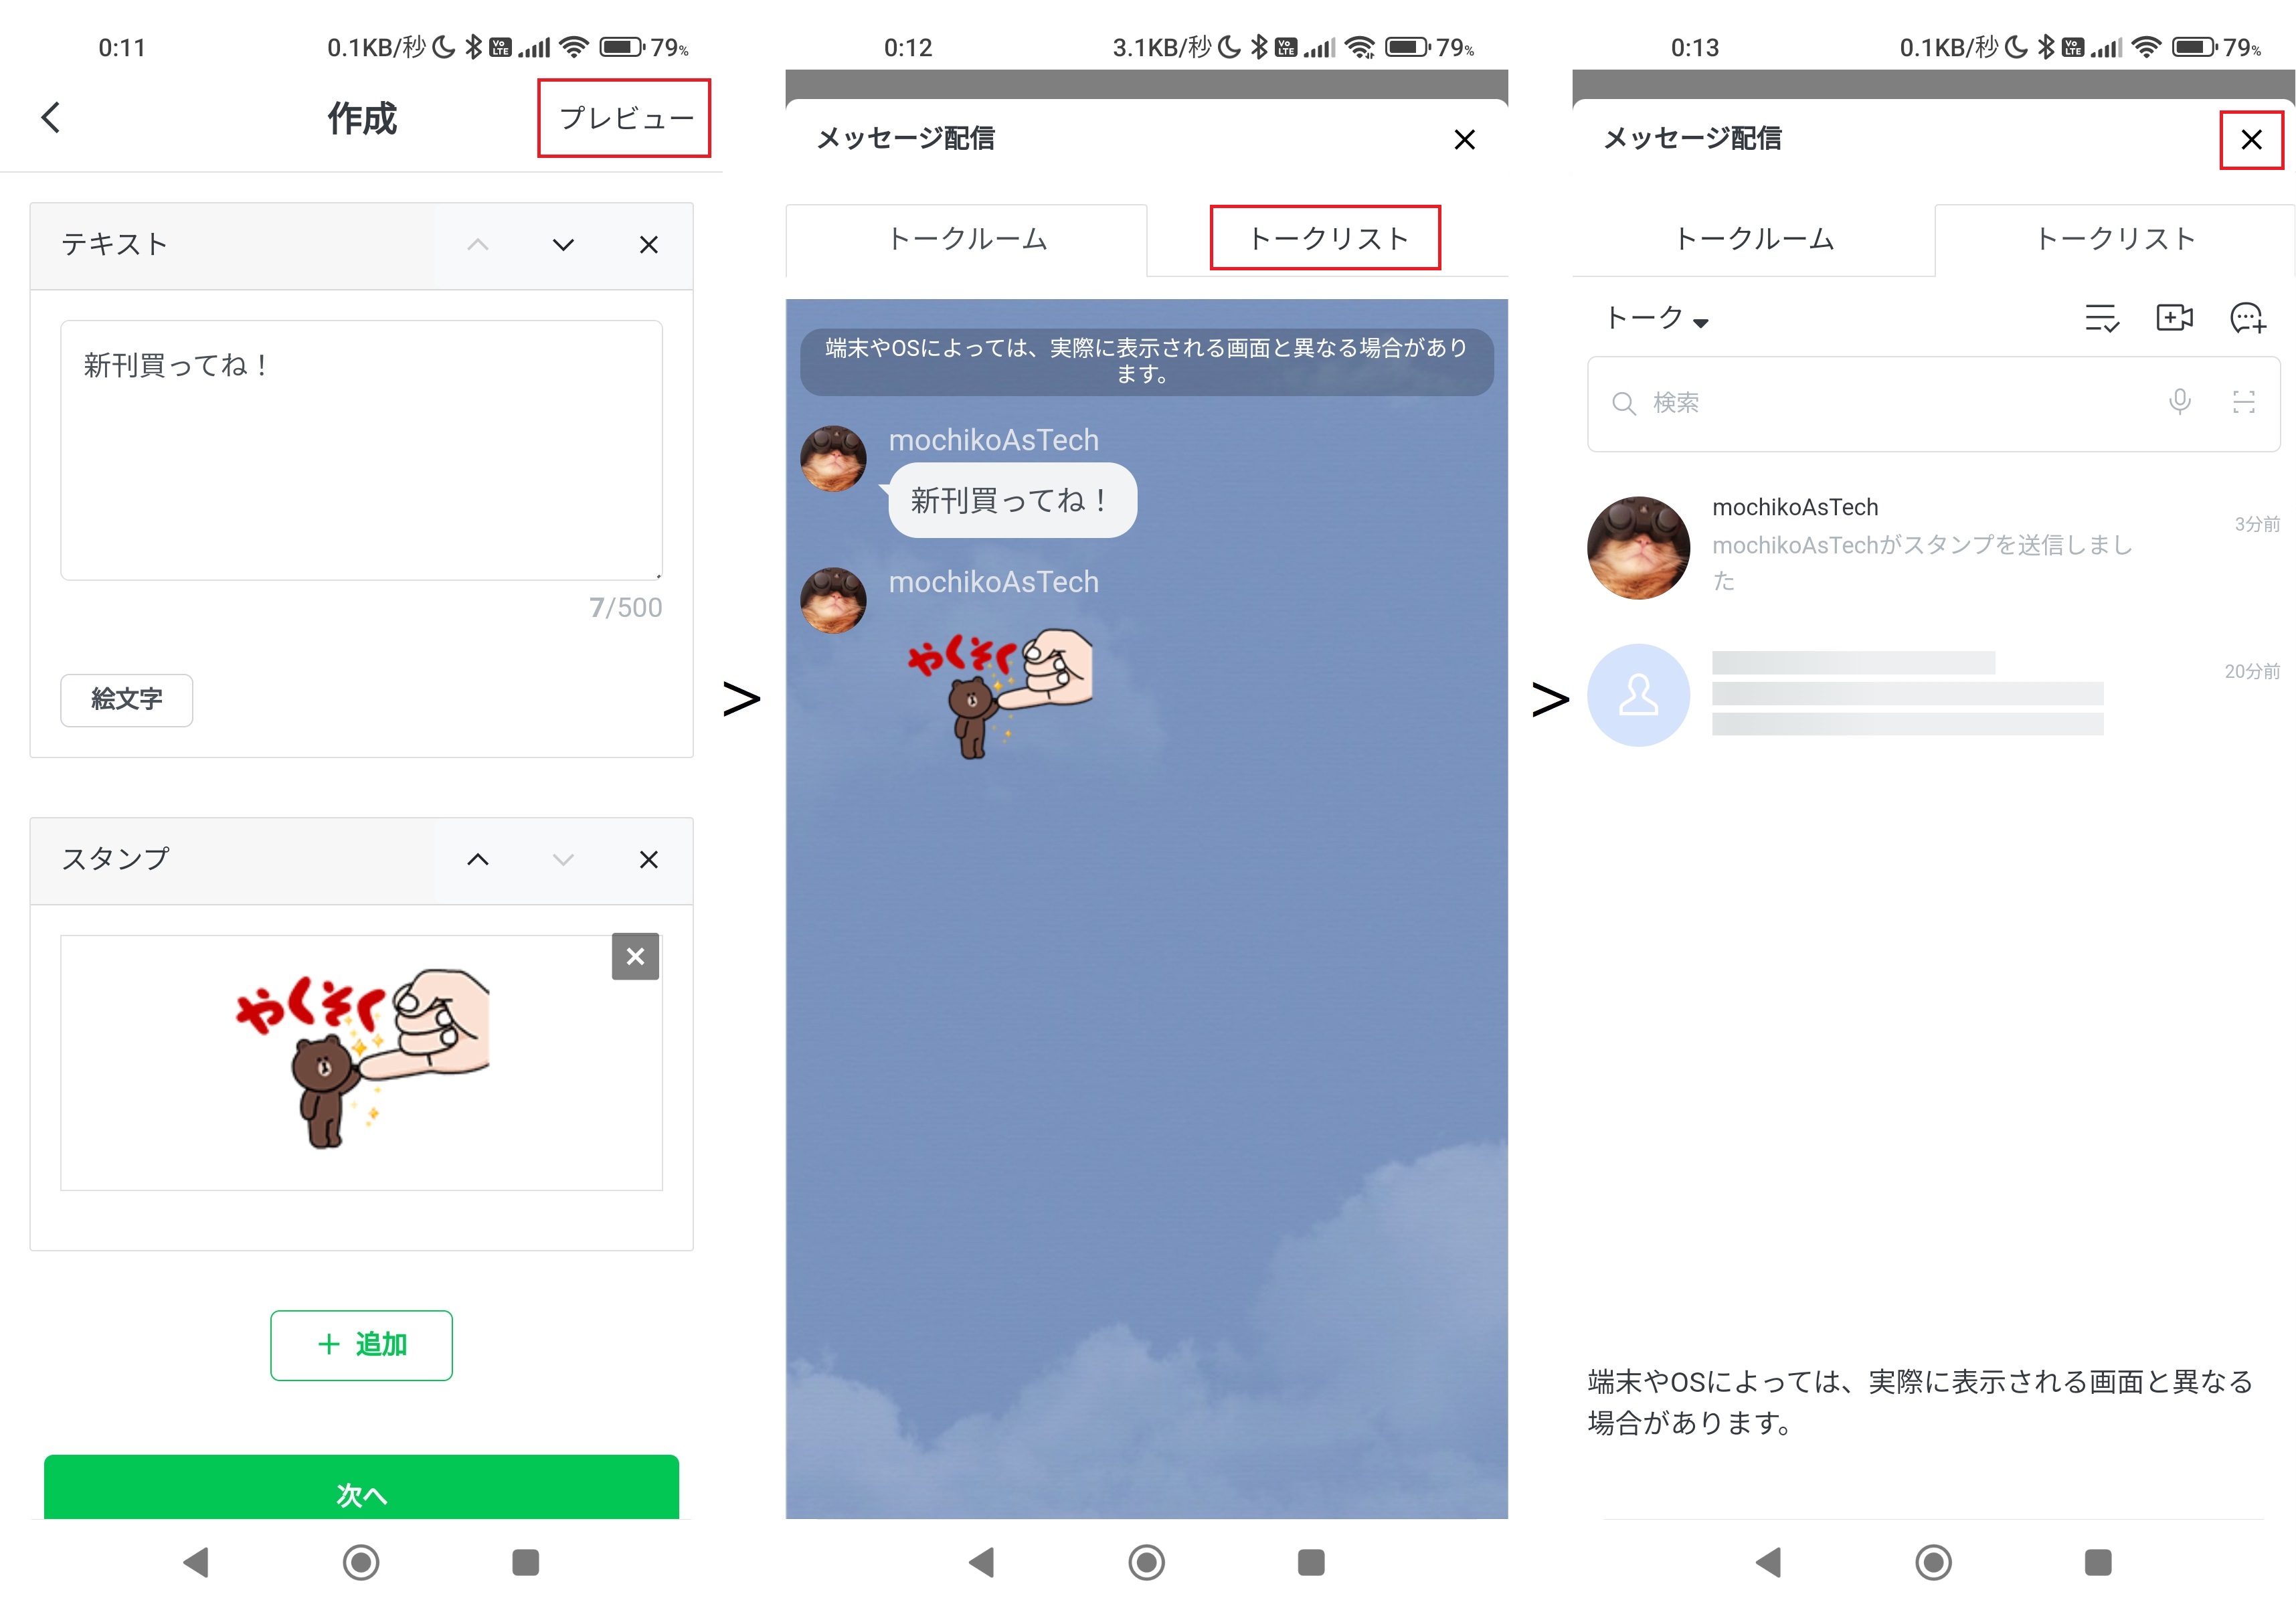 0:11
0.1KB/秒
Vo
LTE
79%
作成
プレビュー
テキスト
新刊買ってね！
7/500
絵文字
スタンプ
やくそく
＋ 追加
次へ
>
0:12
3.1KB/秒
Vo
LTE
79%
メッセージ配信
トークルーム
トークリスト
端末やOSによっては、実際に表示される画面と異なる場合があり
ます。
mochikoAsTech
新刊買ってね！
mochikoAsTech
やくそく
>
0:13
0.1KB/秒
Vo
LTE
79%
メッセージ配信
トークルーム
トークリスト
トーク
検索
mochikoAsTech
3分前
mochikoAsTechがスタンプを送信しまし
た
20分前
端末やOSによっては、実際に表示される画面と異なる
場合があります。